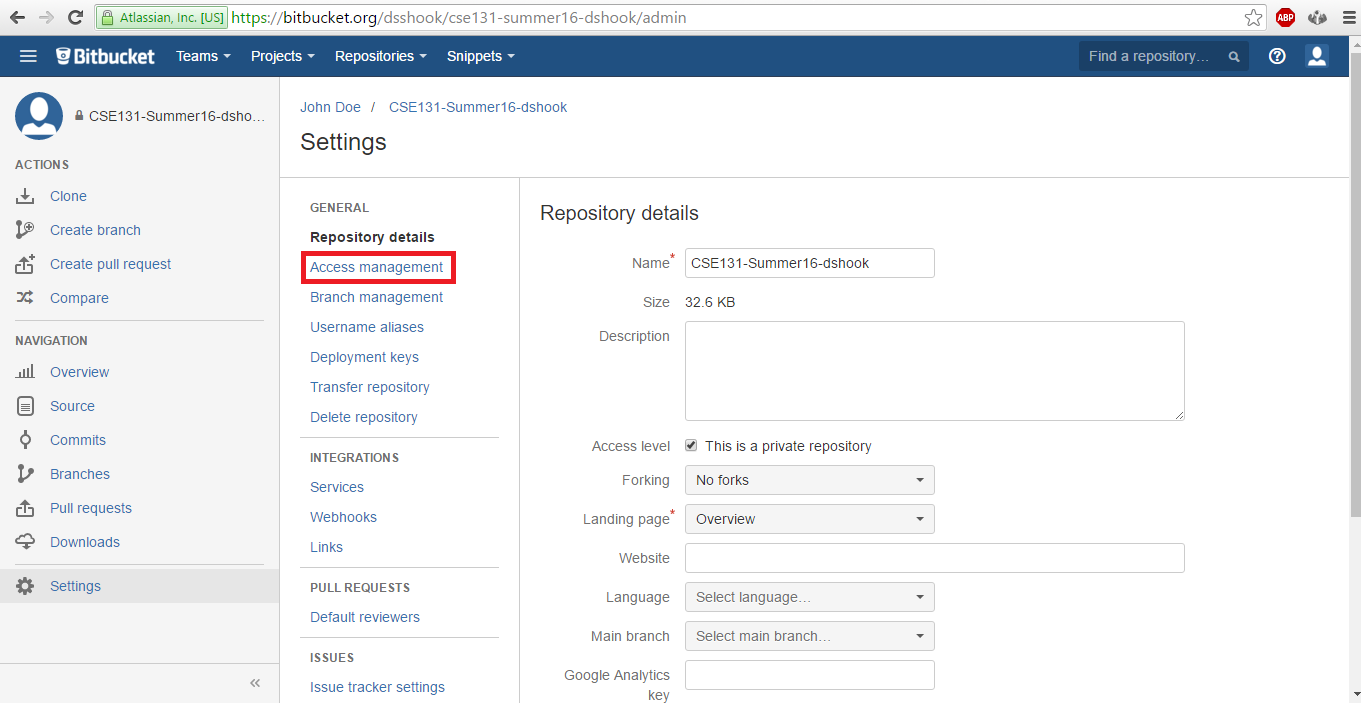 Atlassian, Inc. [US] https://bitbucket.org/dsshook/cse131-summer16-dshook/admin
ABP
Bitbucket Teams Projects Repositories Snippets Find a repository...
CSE131-Summer16-dsho...
ACTIONS
Clone
Create branch
Create pull request
Compare
NAVIGATION
Overview
Source
Commits
Branches
Pull requests
Downloads
Settings
John Doe / CSE131-Summer16-dshook
Settings
GENERAL
Repository details
Access management
Branch management
Username aliases
Deployment keys
Transfer repository
Delete repository
INTEGRATIONS
Services
Webhooks
Links
PULL REQUESTS
Default reviewers
ISSUES
Issue tracker settings
Repository details
Name* CSE131-Summer16-dshook
Size 32.6 KB
Description
Access level This is a private repository
Forking No forks
Landing page* Overview
Website
Language Select language...
Main branch Select main branch...
Google Analytics
key